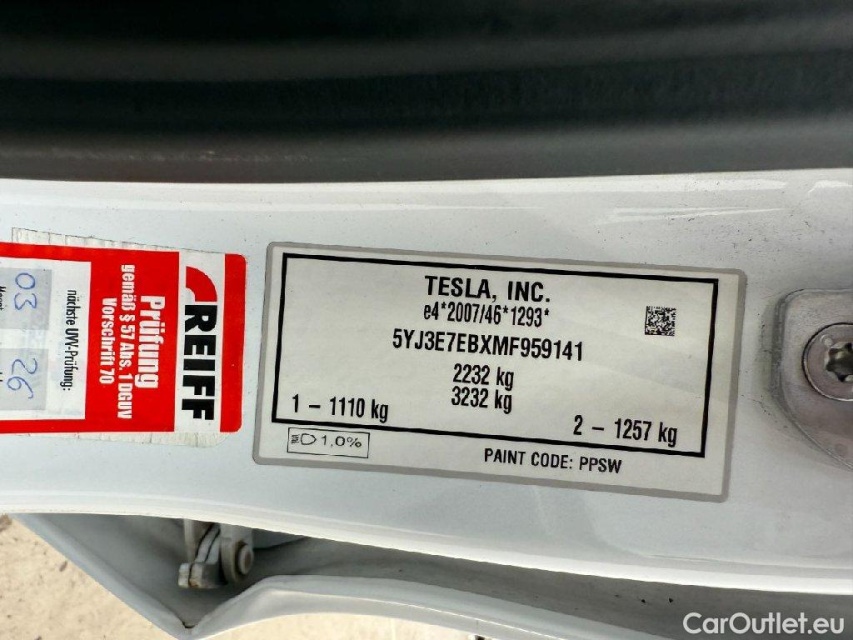 TESLA, INC.
e4*2007/46*1293*
5YJ3E7EBXMF959141
2232 kg
3232 kg
1 – 1110 kg
2 – 1257 kg
1,0%
PAINT CODE: PPSW
REIFF
Prüfung
gemäß § 57 Abs. 1 DGUV
Vorschrift 70
nächste UVV-Prüfung:
03 26
CarOutlet.eu